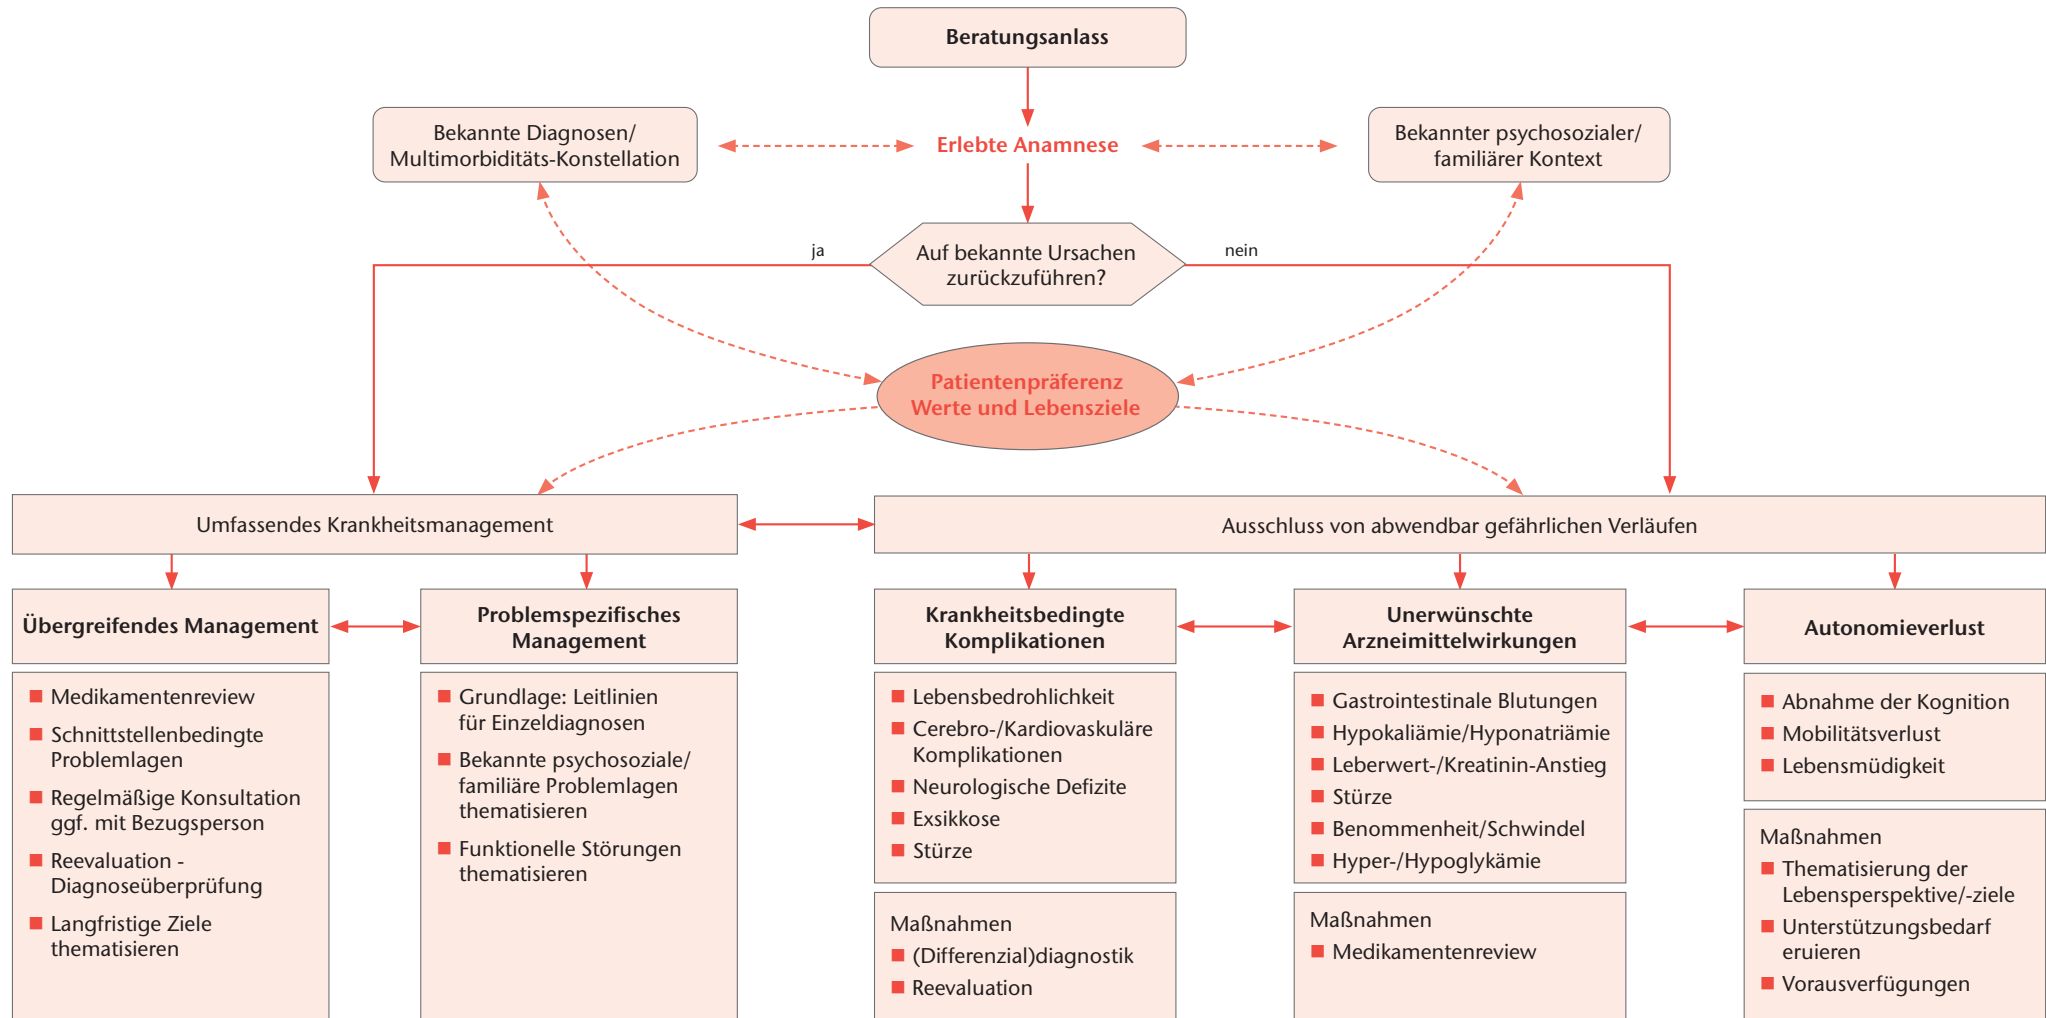 Beratungsanlass
Bekannte Diagnosen/
Multimorbiditäts-Konstellation
Erlebte Anamnese
Bekannter psychosozialer/
familiärer Kontext
ja
Auf bekannte Ursachen
zurückzuführen?
nein
Patientenpräferenz
Werte und Lebensziele
Umfassendes Krankheitsmanagement
Ausschluss von abwendbar gefährlichen Verläufen
Übergreifendes Management
Medikamentenreview
Schnittstellenbedingte
Problemlagen
Regelmäßige Konsultation
ggf. mit Bezugsperson
Reevaluation -
Diagnoseüberprüfung
Langfristige Ziele
thematisieren
Problemspezifisches
Management
Grundlage: Leitlinien
für Einzeldiagnosen
Bekannte psychosoziale/
familiäre Problemlagen
thematisieren
Funktionelle Störungen
thematisieren
Krankheitsbedingte
Komplikationen
Lebensbedrohlichkeit
Cerebro-/Kardiovaskuläre
Komplikationen
Neurologische Defizite
Exsikkose
Stürze
Maßnahmen
(Differenzial)diagnostik
Reevaluation
Unerwünschte
Arzneimittelwirkungen
Gastrointestinale Blutungen
Hypokaliämie/Hyponatriämie
Leberwert-/Kreatinin-Anstieg
Stürze
Benommenheit/Schwindel
Hyper-/Hypoglykämie
Maßnahmen
Medikamentenreview
Autonomieverlust
Abnahme der Kognition
Mobilitätsverlust
Lebensmüdigkeit
Maßnahmen
Thematisierung der
Lebensperspektive/-ziele
Unterstützungsbedarf
eruieren
Vorausverfügungen